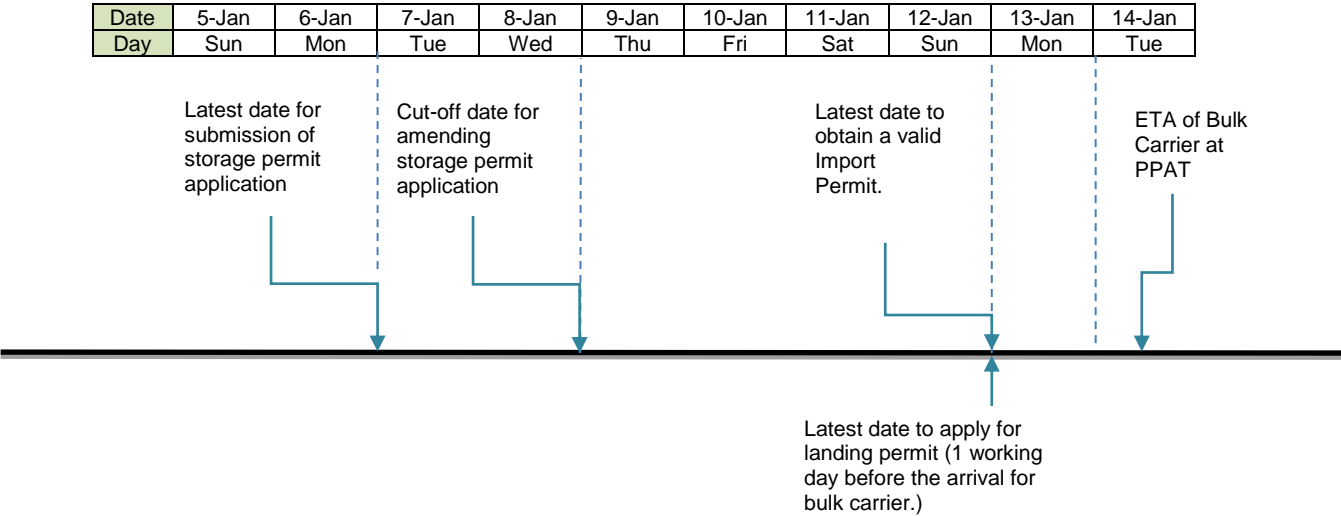 Date 5-Jan 6-Jan 7-Jan 8-Jan 9-Jan 10-Jan 11-Jan 12-Jan 13-Jan 14-Jan
Day Sun Mon Tue Wed Thu Fri Sat Sun Mon Tue
Latest date for
submission of
storage permit
application
Cut-off date for
amending
storage permit
application
Latest date to
obtain a valid
Import
Permit.
ETA of Bulk
Carrier at
PPAT
Latest date to apply for
landing permit (1 working
day before the arrival for
bulk carrier.)